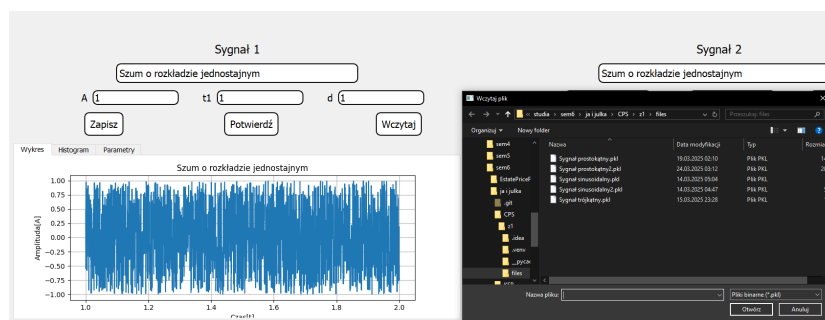 Sygnał 1
Sygnał 2
Szum o rozkładzie jednostajnym
Szum o rozkładzie jednostajnym
A 1 t1 1 d 1
Zapisz Potwierdź Wczytaj
Wykres Histogram Parametry
Szum o rozkładzie jednostajnym
Amplituda[A]
1.00
0.75
0.50
0.25
0.00
−0.25
−0.50
−0.75
−1.00
1.0 1.2 1.4 1.6 1.8 2.0
Czas[t]
Wczytaj plik
« studia › sem6 › ja i julka › CPS › z1 › files
Przeszukaj: files
Organizuj Nowy folder
sem4
sem5
sem6
EstatePriceF
ja i julka
.git
CPS
z1
.idea
.venv
__pycac
files
Nazwa Data modyfikacji Typ Rozmia
Sygnał prostokątny.pkl 19.03.2025 02:10 Plik PKL
Sygnał prostokątny2.pkl 24.03.2025 03:12 Plik PKL
Sygnał sinusoidalny.pkl 14.03.2025 05:04 Plik PKL
Sygnał sinusoidalny2.pkl 14.03.2025 04:47 Plik PKL
Sygnał trójkątny.pkl 15.03.2025 23:28 Plik PKL
Nazwa pliku:
Pliki binarne (*.pkl)
Otwórz Anuluj